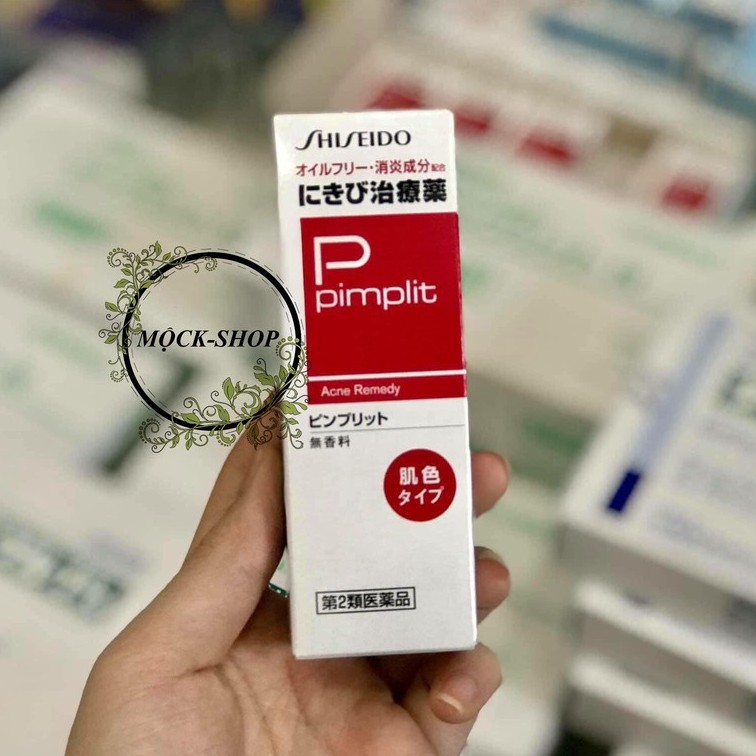 SHISEIDO
オイルフリー・消炎成分配合
にきび治療薬
P
pimplit
MỘCK-SHOP
Acne Remedy
ピンプリット
無香料
肌色
タイプ
第2類医薬品